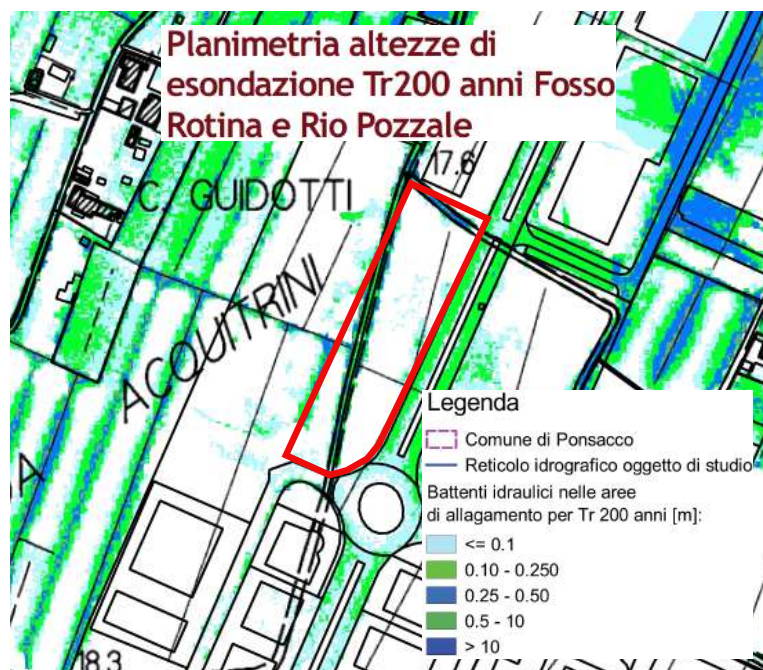 Planimetria altezze di
esondazione Tr200 anni Fosso
Rotina e Rio Pozzale
17.6
C. GUIDOTTI
ACQUITRINI
Legenda
Comune di Ponsacco
Reticolo idrografico oggetto di studio
Battenti idraulici nelle aree
di allagamento per Tr 200 anni [m]:
<= 0.1
0.10 - 0.250
0.25 - 0.50
0.5 - 10
> 10
18.3